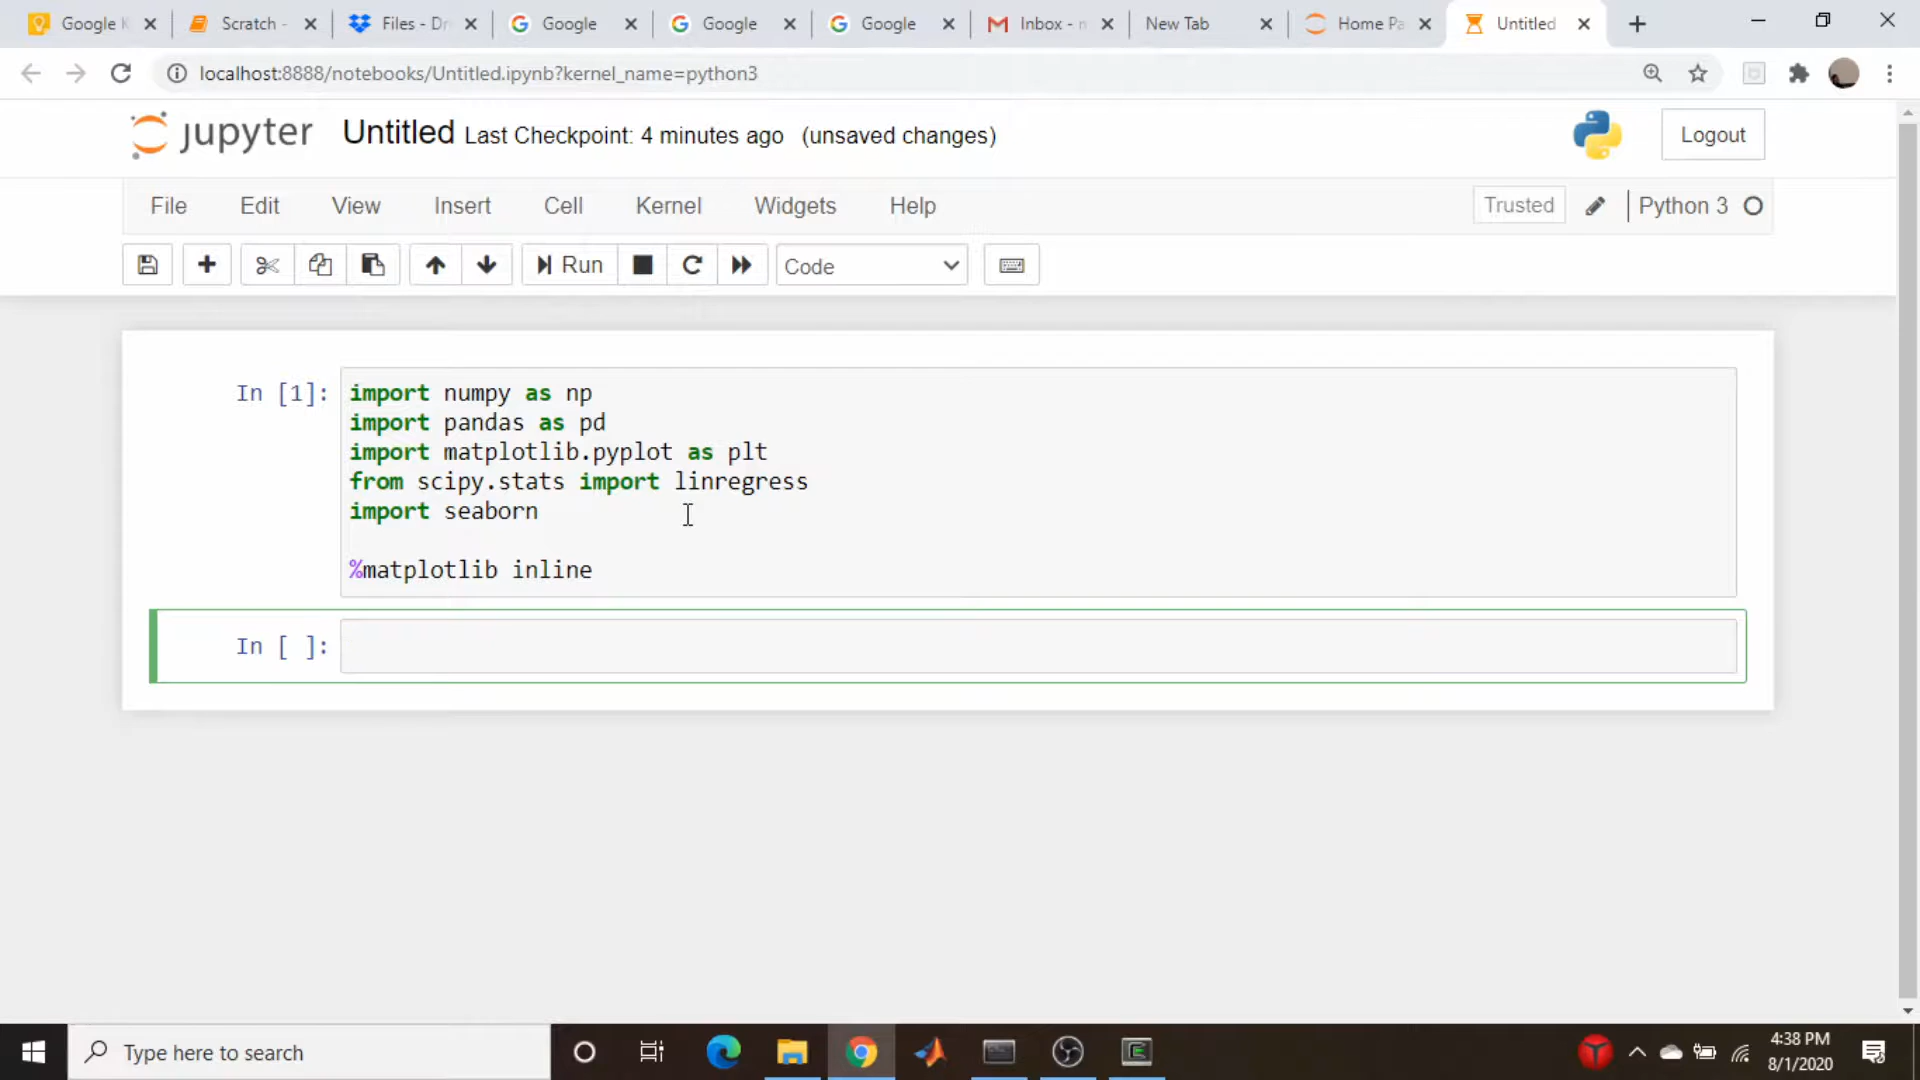 Google K
Scratch -
Files - Dr
Google
Google
Google
Inbox - m
New Tab
Home Pa
Untitled
localhost:8888/notebooks/Untitled.ipynb?kernel_name=python3
jupyter
Untitled Last Checkpoint: 4 minutes ago (unsaved changes)
Logout
File Edit View Insert Cell Kernel Widgets Help
Trusted
Python 3
Run
Code
In [1]: import numpy as np
import pandas as pd
import matplotlib.pyplot as plt
from scipy.stats import linregress
import seaborn
%matplotlib inline
In [ ]:
Type here to search
4:38 PM
8/1/2020